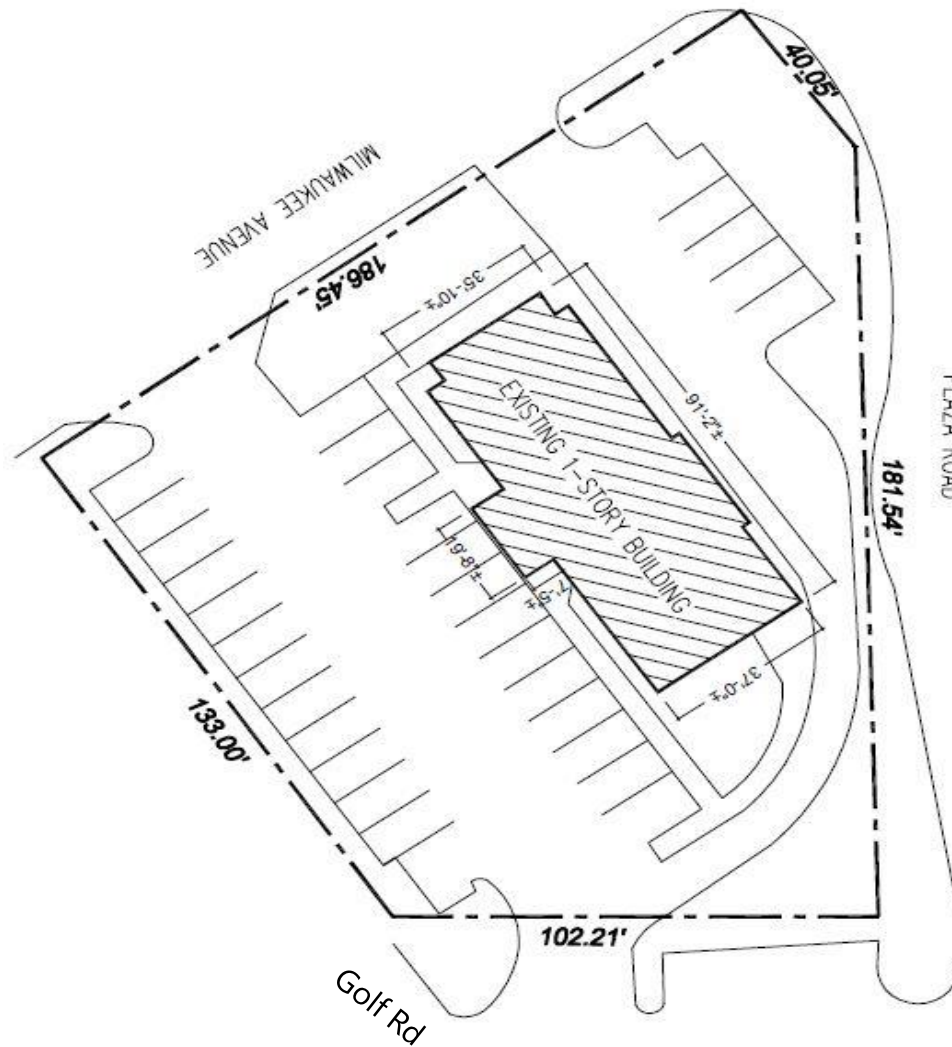 40.05'
MILWAUKEE AVENUE
186.45'
35'-10"±
91'-2"±
EXISTING 1-STORY BUILDING
PLAZA ROAD
181.54'
19'-8"±
7'-5"±
37'-0"±
133.00'
102.21'
Golf Rd